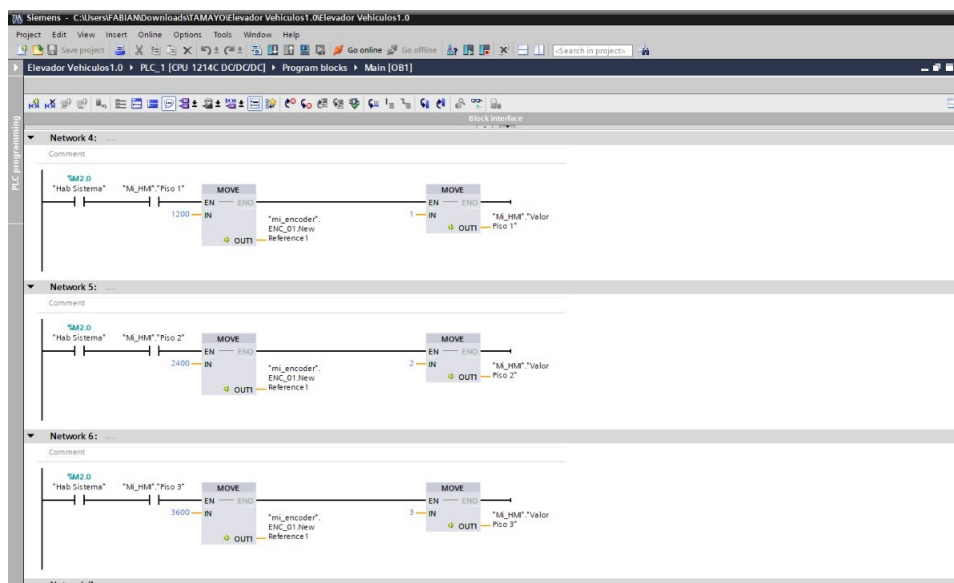 Siemens - C:\Users\FABIAN\Downloads\TAMAYO\Elevador Vehiculos1.0\Elevador Vehiculos1.0
Project Edit View Insert Online Options Tools Window Help
Save project Go online Go offline <Search in project>
Elevador Vehiculos1.0 PLC_1 [CPU 1214C DC/DC/DC] Program blocks Main [OB1]
PLC programming
Block interface
Network 4: ....
Comment
%M2.0
"Hab Sistema" "Mi_HMI"."Piso 1" MOVE MOVE
EN ENO EN ENO
1200 IN 1 IN
"mi_encoder". "Mi_HMI"."Valor
ENC_01.New OUT1 Piso 1"
OUT1 Reference1
Network 5: ....
Comment
%M2.0
"Hab Sistema" "Mi_HMI"."Piso 2" MOVE MOVE
EN ENO EN ENO
2400 IN 2 IN
"mi_encoder". "Mi_HMI"."Valor
ENC_01.New OUT1 Piso 2"
OUT1 Reference1
Network 6: ....
Comment
%M2.0
"Hab Sistema" "Mi_HMI"."Piso 3" MOVE MOVE
EN ENO EN ENO
3600 IN 3 IN
"mi_encoder". "Mi_HMI"."Valor
ENC_01.New OUT1 Piso 3"
OUT1 Reference1